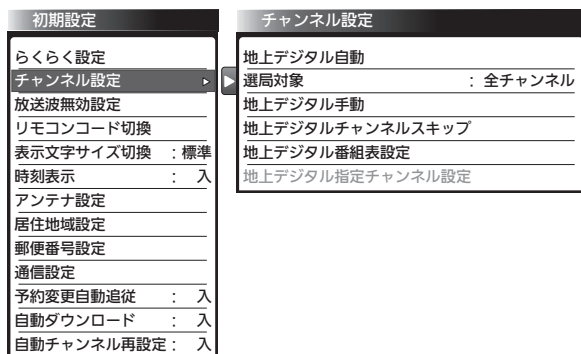 初期設定
らくらく設定
チャンネル設定
放送波無効設定
リモコンコード切換
表示文字サイズ切換 ：標準
時刻表示 ： 入
アンテナ設定
居住地域設定
郵便番号設定
通信設定
予約変更自動追従 ： 入
自動ダウンロード ： 入
自動チャンネル再設定： 入
チャンネル設定
地上デジタル自動
選局対象 ：全チャンネル
地上デジタル手動
地上デジタルチャンネルスキップ
地上デジタル番組表設定
地上デジタル指定チャンネル設定